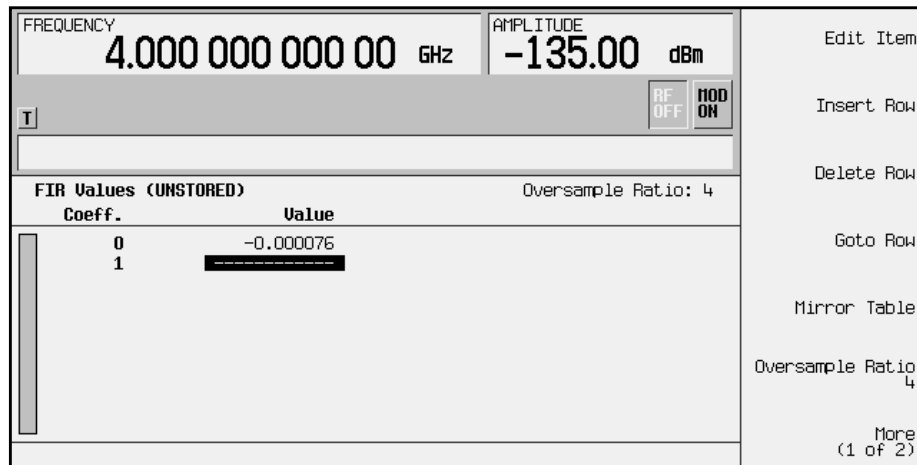 FREQUENCY
4.000 000 000 00 GHz
AMPLITUDE
-135.00 dBm
RF OFF
MOD ON
T
FIR Values (UNSTORED)
Oversample Ratio: 4
Coeff. Value
0 -0.000076
1 ------------
Edit Item
Insert Row
Delete Row
Goto Row
Mirror Table
Oversample Ratio
4
More
(1 of 2)